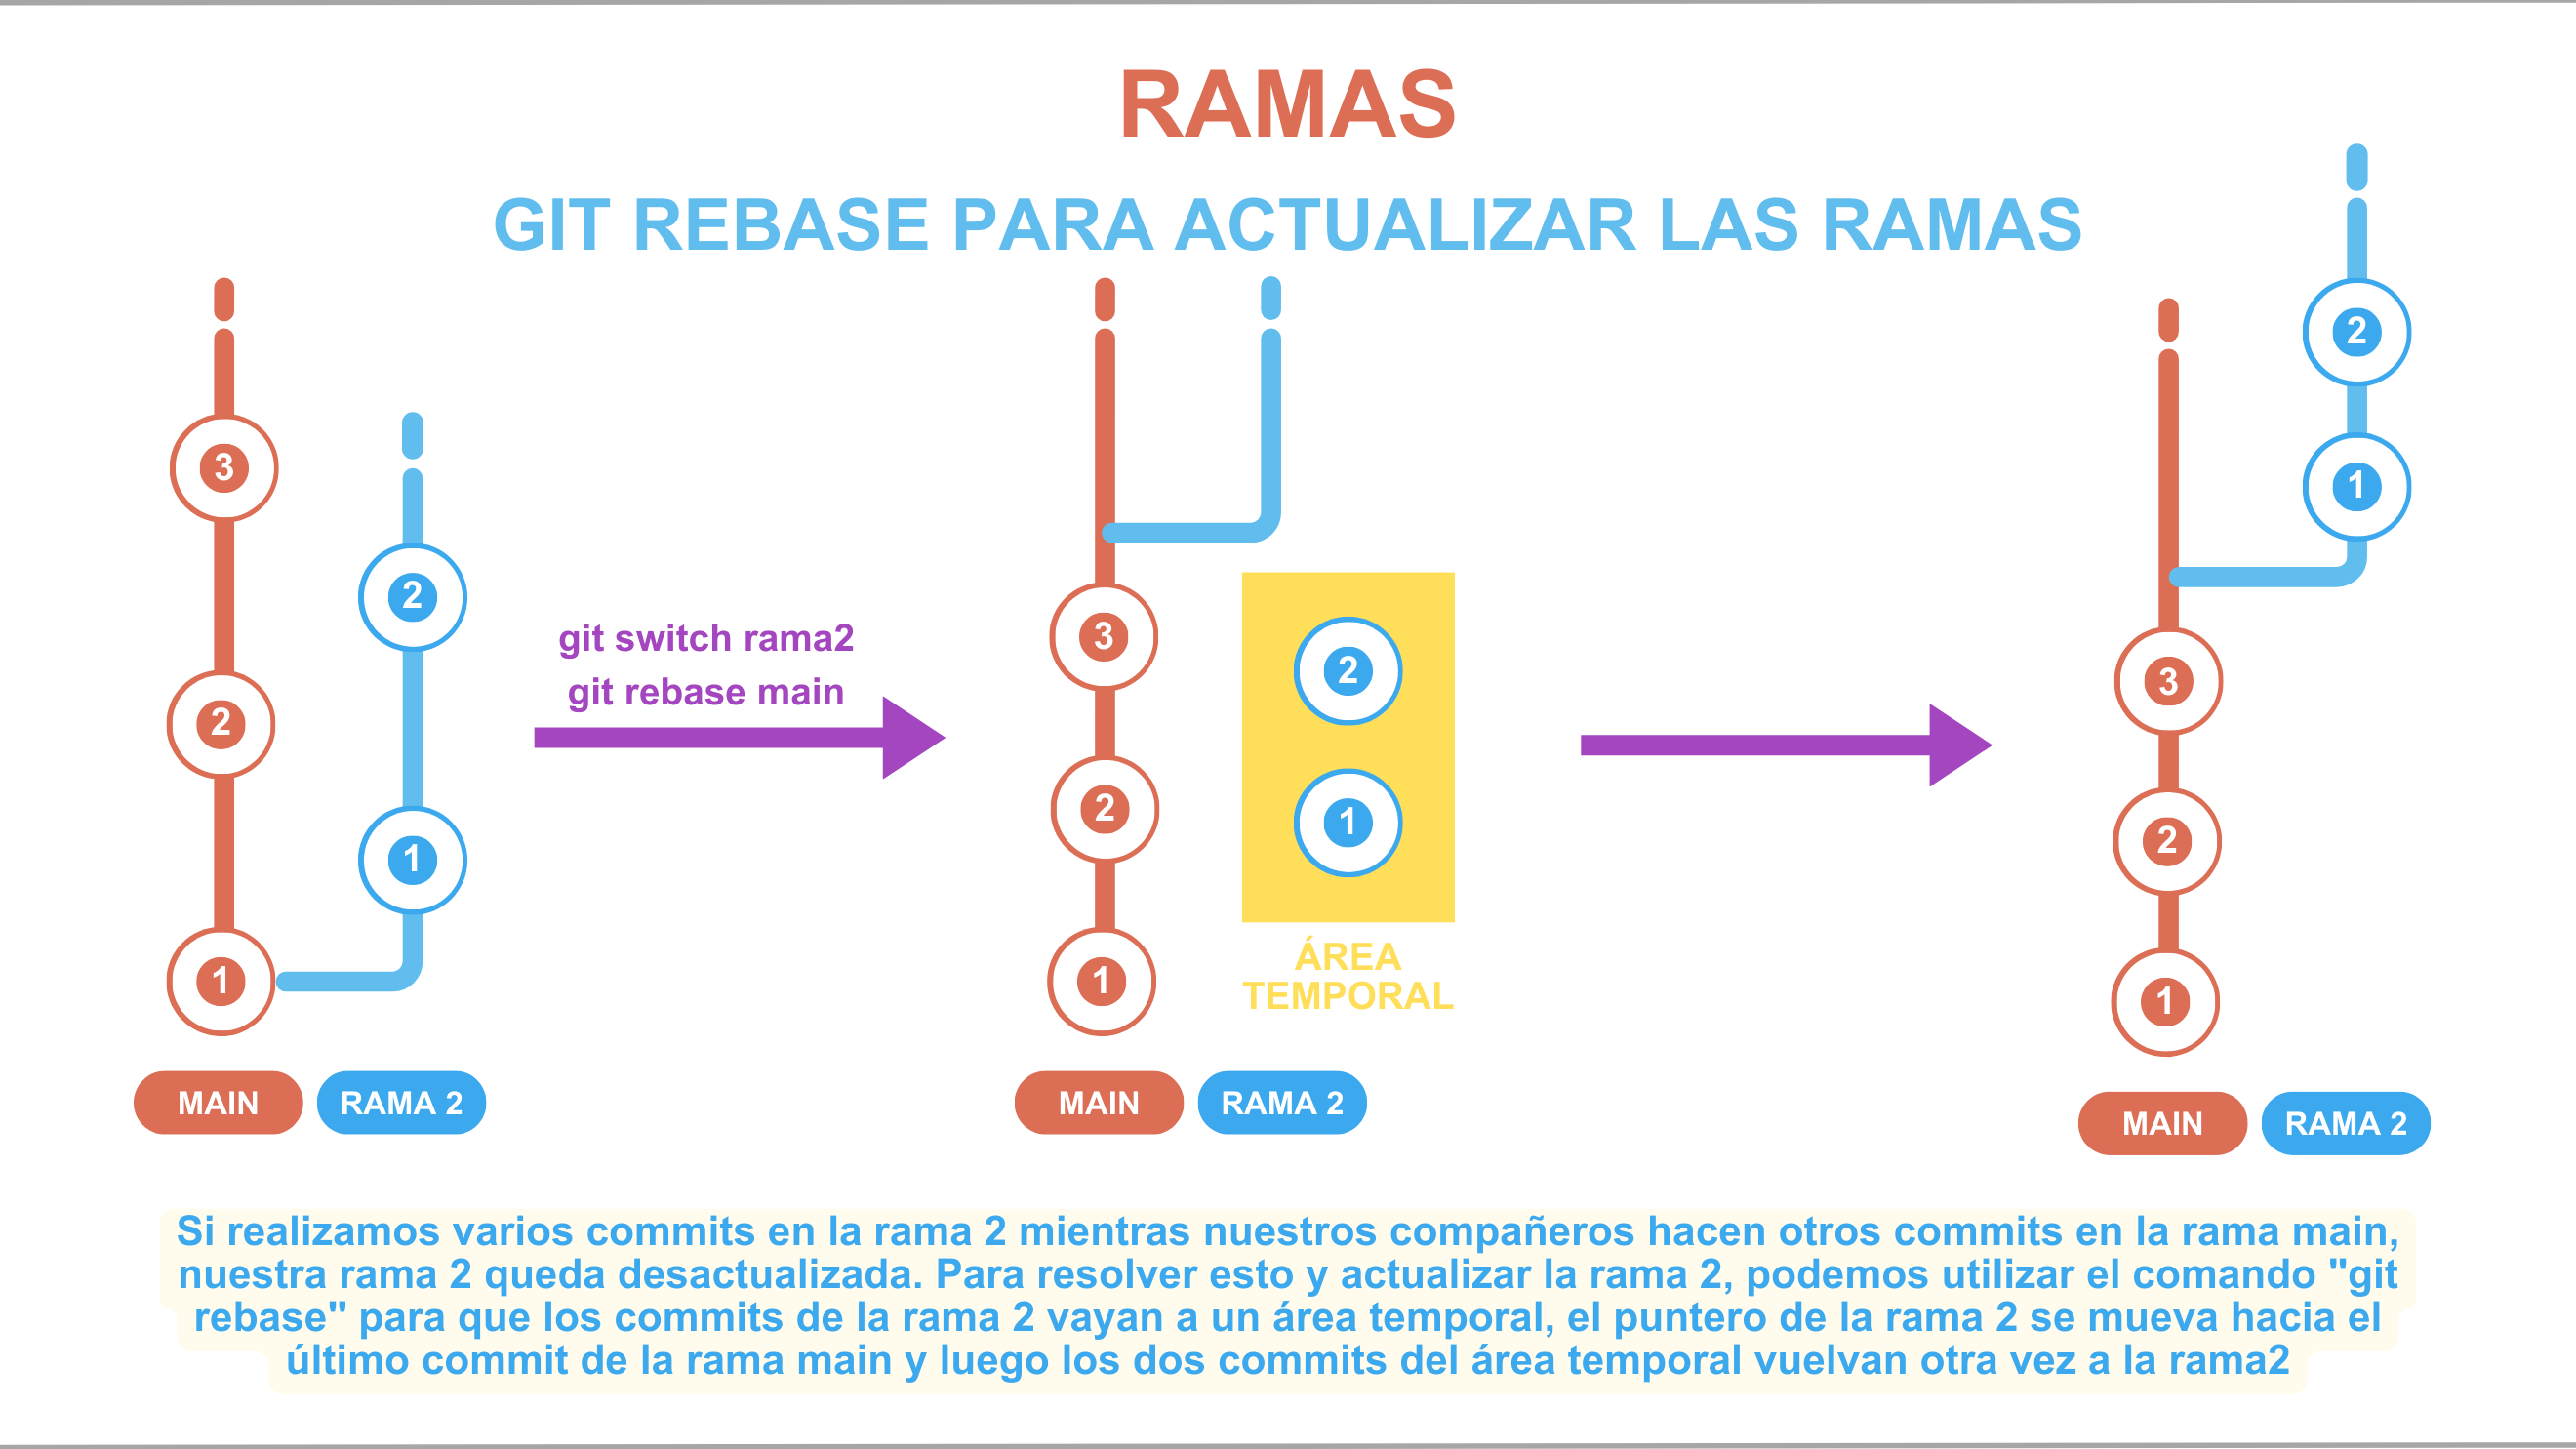 RAMAS
GIT REBASE PARA ACTUALIZAR LAS RAMAS
3
2
2
1
1
MAIN
RAMA 2
git switch rama2
git rebase main
3
2
1
2
1
ÁREA
TEMPORAL
MAIN
RAMA 2
2
1
3
2
1
MAIN
RAMA 2
Si realizamos varios commits en la rama 2 mientras nuestros compañeros hacen otros commits en la rama main,
nuestra rama 2 queda desactualizada. Para resolver esto y actualizar la rama 2, podemos utilizar el comando "git
rebase" para que los commits de la rama 2 vayan a un área temporal, el puntero de la rama 2 se mueva hacia el
último commit de la rama main y luego los dos commits del área temporal vuelvan otra vez a la rama2